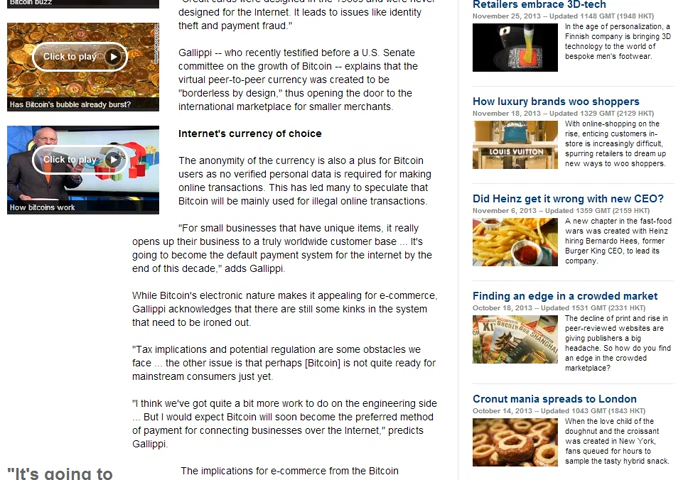 Bitcoin buzz
Click to play
Has Bitcoin's bubble already burst?
Click to play
How bitcoins work
"It's going to
designed for the Internet. It leads to issues like identity
theft and payment fraud."
Gallippi -- who recently testified before a U.S. Senate
committee on the growth of Bitcoin -- explains that the
virtual peer-to-peer currency was created to be
"borderless by design," thus opening the door to the
international marketplace for smaller merchants.
Internet's currency of choice
The anonymity of the currency is also a plus for Bitcoin
users as no verified personal data is required for making
online transactions. This has led many to speculate that
Bitcoin will be mainly used for illegal online transactions.
"For small businesses that have unique items, it really
opens up their business to a truly worldwide customer base ... It's
going to become the default payment system for the internet by the
end of this decade," adds Gallipi.
While Bitcoin's electronic nature makes it appealing for e-commerce,
Gallipi acknowledges that there are still some kinks in the system
that need to be ironed out.
"Tax implications and potential regulation are some obstacles we
face ... the other issue is that perhaps [Bitcoin] is not quite ready for
mainstream consumers just yet.
"I think we've got quite a bit more work to do on the engineering side
... But I would expect Bitcoin will soon become the preferred method
of payment for connecting businesses over the Internet," predicts
Gallipi.
The implications for e-commerce from the Bitcoin
Retailers embrace 3D-tech
November 25, 2013 -- Updated 1148 GMT (1948 HKT)
In the age of personalization, a
Finnish company is bringing 3D
technology to the world of
bespoke men's footwear.
How luxury brands woo shoppers
November 18, 2013 -- Updated 1329 GMT (2129 HKT)
LOUIS VUITTON
With online-shopping on the
rise, enticing customers in-
store is increasingly difficult,
spurring retailers to dream up
new ways to woo shoppers.
Did Heinz get it wrong with new CEO?
November 6, 2013 -- Updated 1359 GMT (2159 HKT)
A new chapter in the fast-food
wars was created with Heinz
hiring Bernardo Hees, former
Burger King CEO, to lead its
company.
Finding an edge in a crowded market
October 18, 2013 -- Updated 1531 GMT (2331 HKT)
The decline of print and rise in
peer-reviewed websites are
giving publishers a big
headache. So how do you find
an edge in the crowded
marketplace?
Cronut mania spreads to London
October 14, 2013 -- Updated 1043 GMT (1843 HKT)
When the love child of the
doughnut and the croissant
was created in New York,
fans queued for hours to
sample the tasty hybrid snack.